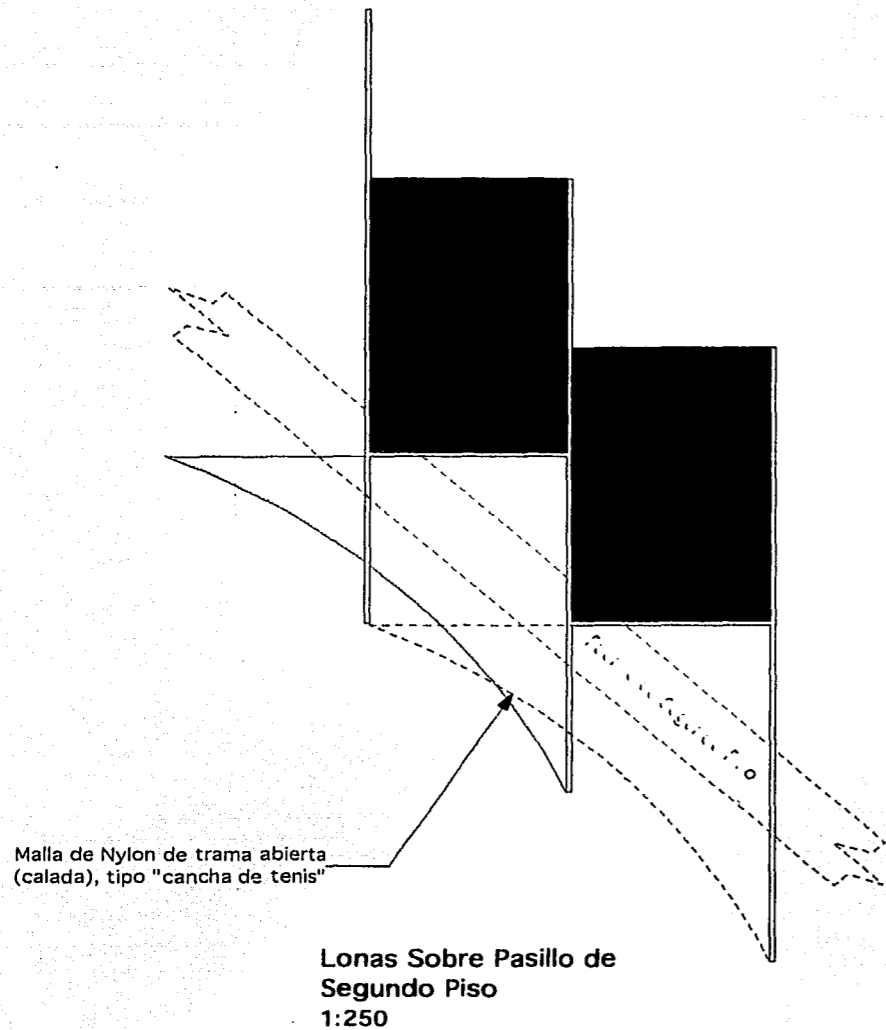 Malla de Nylon de trama abierta
(calada), tipo "cancha de tenis"
Lonas Sobre Pasillo de
Segundo Piso
1:250